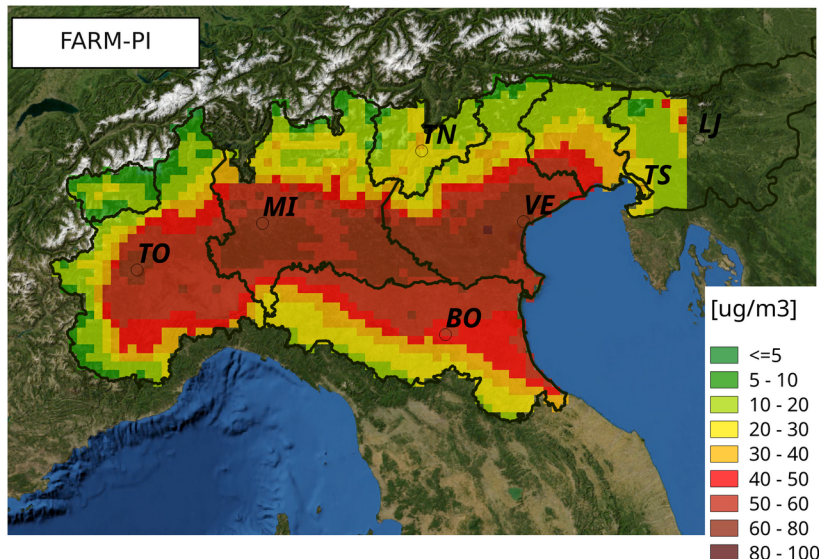 FARM-PI
LJ
TN
TS
MI
VE
TO
BO
[ug/m3]
<=5
5 - 10
10 - 20
20 - 30
30 - 40
40 - 50
50 - 60
60 - 80
80 - 100